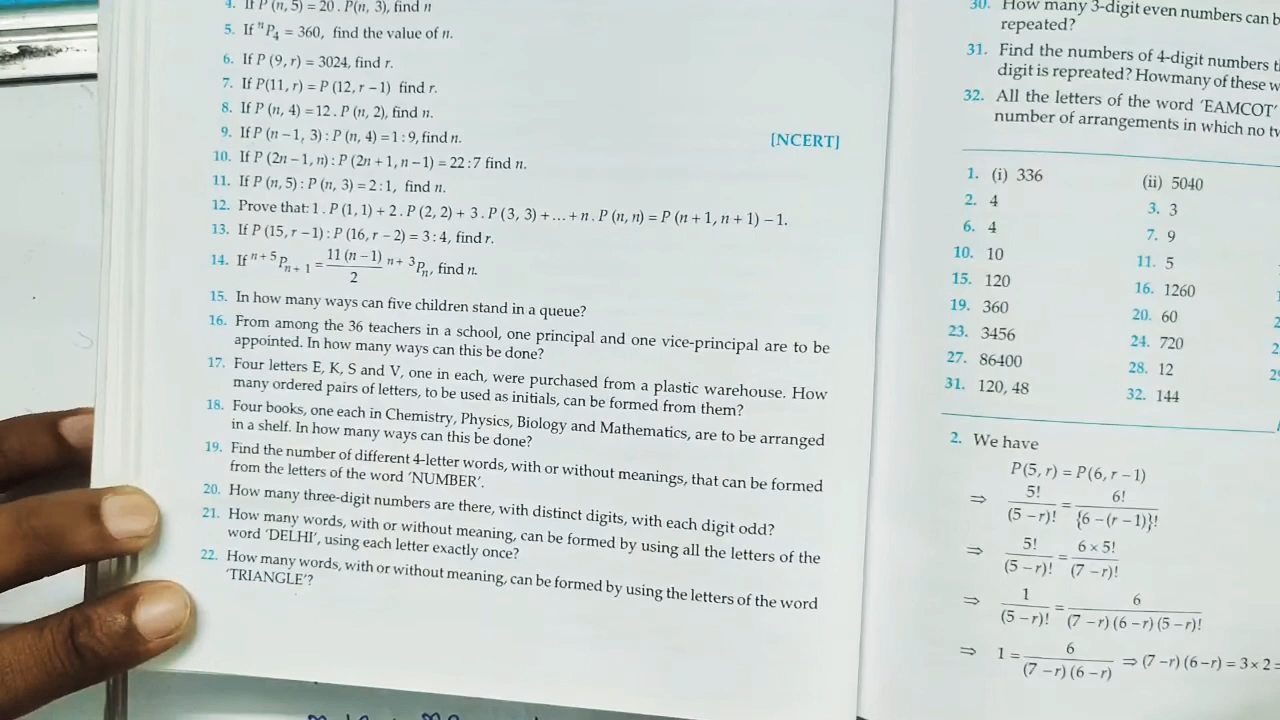 4. If P (n, 5) = 20 . P(n, 3), find n
5. If ⁿP₄ = 360, find the value of n.
6. If P (9, r) = 3024, find r.
7. If P(11, r) = P (12, r − 1) find r.
8. If P (n, 4) = 12 . P (n, 2), find n.
9. If P (n − 1, 3) : P (n, 4) = 1 : 9, find n.
[NCERT]
10. If P (2n − 1, n) : P (2n + 1, n − 1) = 22 : 7 find n.
11. If P (n, 5) : P (n, 3) = 2 : 1, find n.
12. Prove that: 1 . P (1, 1) + 2 . P (2, 2) + 3 . P (3, 3) + ... + n . P (n, n) = P (n + 1, n + 1) − 1.
13. If P (15, r − 1) : P (16, r − 2) = 3 : 4, find r.
14. If ⁿ⁺⁵Pₙ₊₁ = 11 (n − 1)/2 ⁿ⁺³Pₙ, find n.
15. In how many ways can five children stand in a queue?
16. From among the 36 teachers in a school, one principal and one vice-principal are to be
appointed. In how many ways can this be done?
17. Four letters E, K, S and V, one in each, were purchased from a plastic warehouse. How
many ordered pairs of letters, to be used as initials, can be formed from them?
18. Four books, one each in Chemistry, Physics, Biology and Mathematics, are to be arranged
in a shelf. In how many ways can this be done?
19. Find the number of different 4-letter words, with or without meanings, that can be formed
from the letters of the word 'NUMBER'.
20. How many three-digit numbers are there, with distinct digits, with each digit odd?
21. How many words, with or without meaning, can be formed by using all the letters of the
word 'DELHI', using each letter exactly once?
22. How many words, with or without meaning, can be formed by using the letters of the word
'TRIANGLE'?
30. How many 3-digit even numbers can b
repeated?
31. Find the numbers of 4-digit numbers t
digit is repreated? Howmany of these w
32. All the letters of the word 'EAMCOT'
number of arrangements in which no tw
1. (i) 336 (ii) 5040
2. 4 3. 3
6. 4 7. 9
10. 10 11. 5
15. 120 16. 1260
19. 360 20. 60
23. 3456 24. 720
27. 86400 28. 12
31. 120, 48 32. 144
2. We have
P(5, r) = P(6, r − 1)
⇒ 5!/(5 − r)! = 6!/{6 − (r − 1)}!
⇒ 5!/(5 − r)! = 6 × 5!/(7 − r)!
⇒ 1/(5 − r)! = 6/(7 − r) (6 − r) (5 − r)!
⇒ 1 = 6/(7 − r) (6 − r) ⇒ (7 − r) (6 − r) = 3 × 2 =